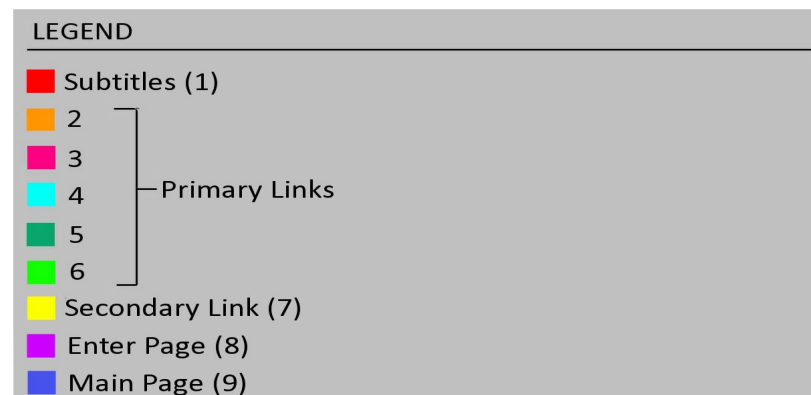 LEGEND
Subtitles (1)
2
3
4
Primary Links
5
6
Secondary Link (7)
Enter Page (8)
Main Page (9)